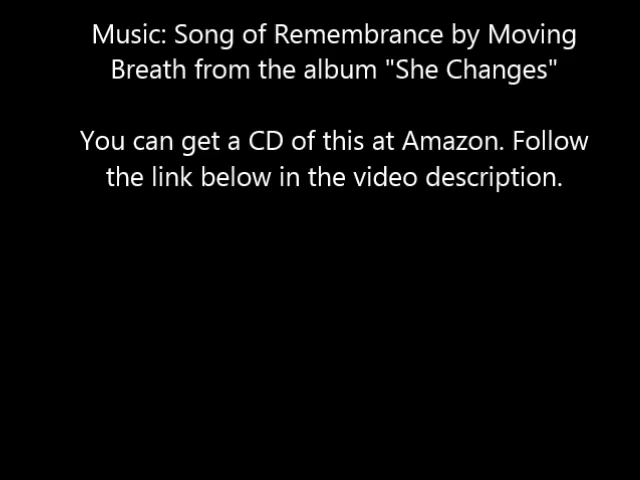 Music: Song of Remembrance by Moving
Breath from the album "She Changes"
You can get a CD of this at Amazon. Follow
the link below in the video description.